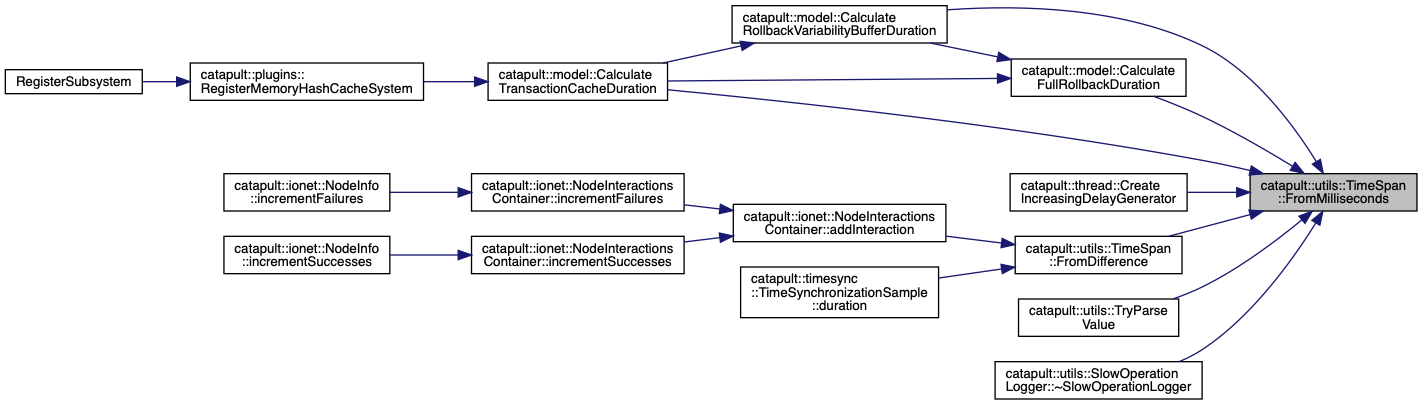 catapult::model::Calculate
RollbackVariabilityBufferDuration
RegisterSubsystem
catapult::plugins::
RegisterMemoryHashCacheSystem
catapult::model::Calculate
TransactionCacheDuration
catapult::model::Calculate
FullRollbackDuration
catapult::ionet::NodeInfo
::incrementFailures
catapult::ionet::NodeInteractions
Container::incrementFailures
catapult::thread::Create
IncreasingDelayGenerator
catapult::utils::TimeSpan
::FromMilliseconds
catapult::ionet::NodeInteractions
Container::addInteraction
catapult::ionet::NodeInfo
::incrementSuccesses
catapult::ionet::NodeInteractions
Container::incrementSuccesses
catapult::utils::TimeSpan
::FromDifference
catapult::timesync
::TimeSynchronizationSample
::duration
catapult::utils::TryParse
Value
catapult::utils::SlowOperation
Logger::~SlowOperationLogger